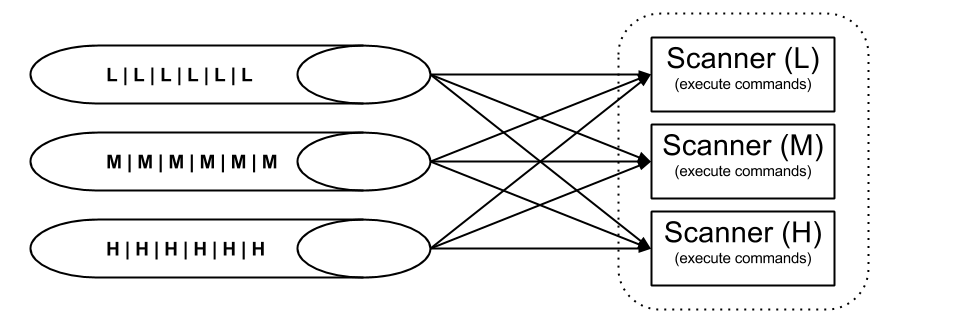 L | L | L | L | L | L
M | M | M | M | M | M
H | H | H | H | H | H
Scanner (L)
(execute commands)
Scanner (M)
(execute commands)
Scanner (H)
(execute commands)